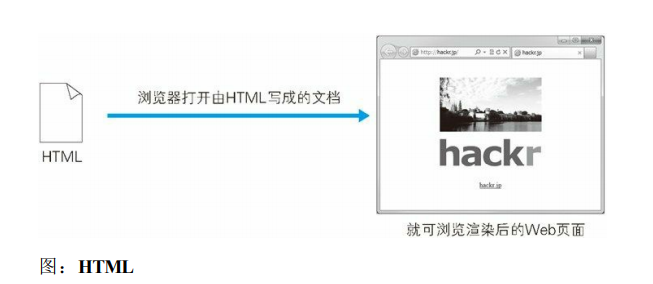 http://hackr.jp/
hackr.jp
浏览器打开由HTML写成的文档
hackr
HTML
hackr.jp
就可浏览渲染后的Web页面
图：HTML